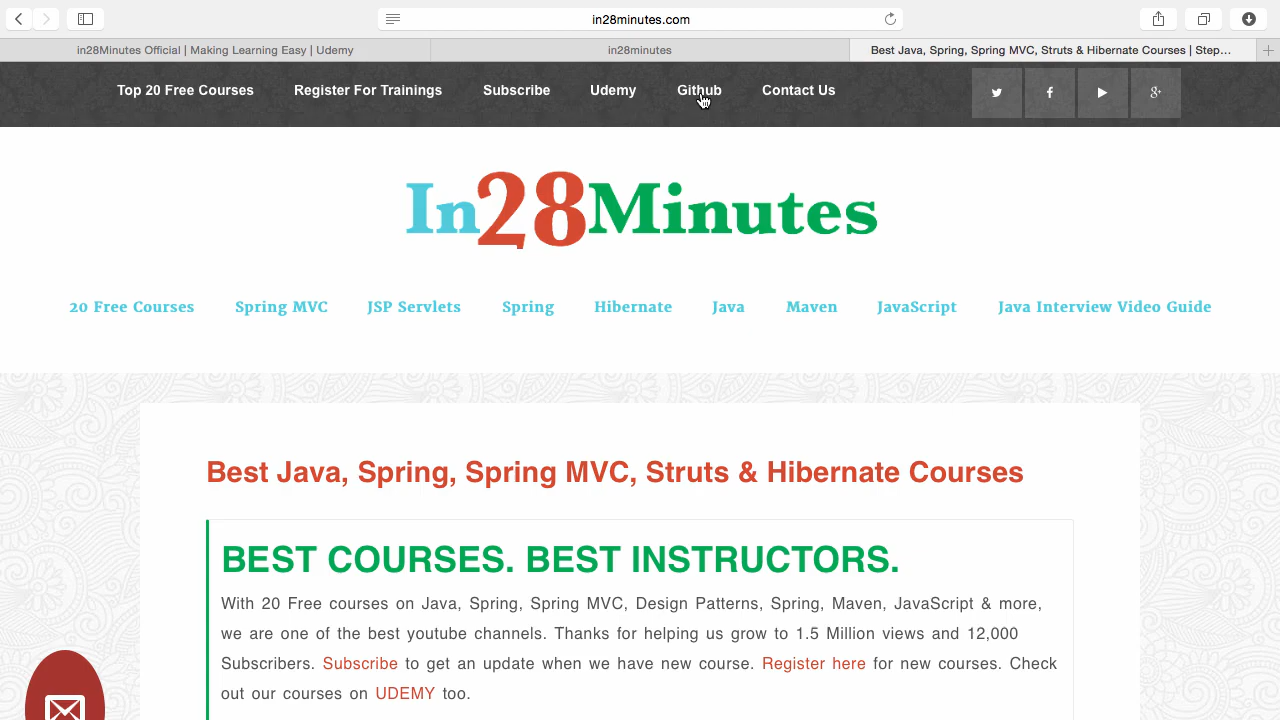 in28minutes.com
in28Minutes Official | Making Learning Easy | Udemy
in28minutes
Best Java, Spring, Spring MVC, Struts & Hibernate Courses | Step...
Top 20 Free Courses
Register For Trainings
Subscribe
Udemy
Github
Contact Us
In28Minutes
20 Free Courses
Spring MVC
JSP Servlets
Spring
Hibernate
Java
Maven
JavaScript
Java Interview Video Guide
Best Java, Spring, Spring MVC, Struts & Hibernate Courses
BEST COURSES. BEST INSTRUCTORS.
With 20 Free courses on Java, Spring, Spring MVC, Design Patterns, Spring, Maven, JavaScript & more,
we are one of the best youtube channels. Thanks for helping us grow to 1.5 Million views and 12,000
Subscribers. Subscribe to get an update when we have new course. Register here for new courses. Check
out our courses on UDEMY too.